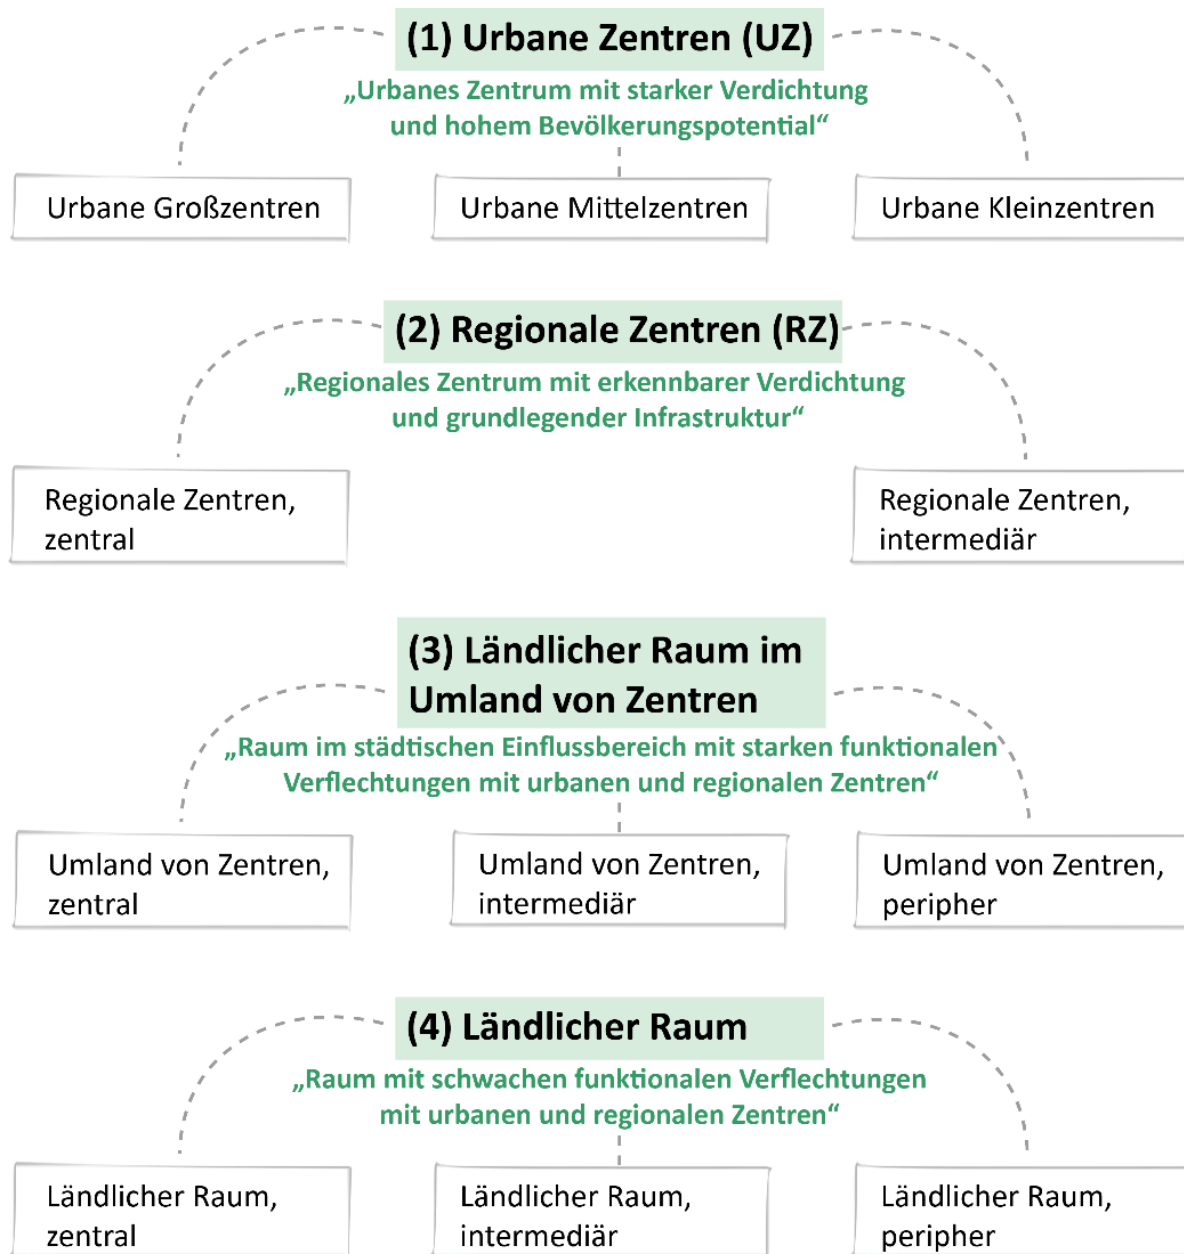 (1) Urbane Zentren (UZ)
„Urbanes Zentrum mit starker Verdichtung
und hohem Bevölkerungspotential“
Urbane Großzentren
Urbane Mittelzentren
Urbane Kleinzentren
(2) Regionale Zentren (RZ)
„Regionales Zentrum mit erkennbarer Verdichtung
und grundlegender Infrastruktur“
Regionale Zentren,
zentral
Regionale Zentren,
intermediär
(3) Ländlicher Raum im
Umland von Zentren
„Raum im städtischen Einflussbereich mit starken funktionalen
Verflechtungen mit urbanen und regionalen Zentren“
Umland von Zentren,
zentral
Umland von Zentren,
intermediär
Umland von Zentren,
peripher
(4) Ländlicher Raum
„Raum mit schwachen funktionalen Verflechtungen
mit urbanen und regionalen Zentren“
Ländlicher Raum,
zentral
Ländlicher Raum,
intermediär
Ländlicher Raum,
peripher